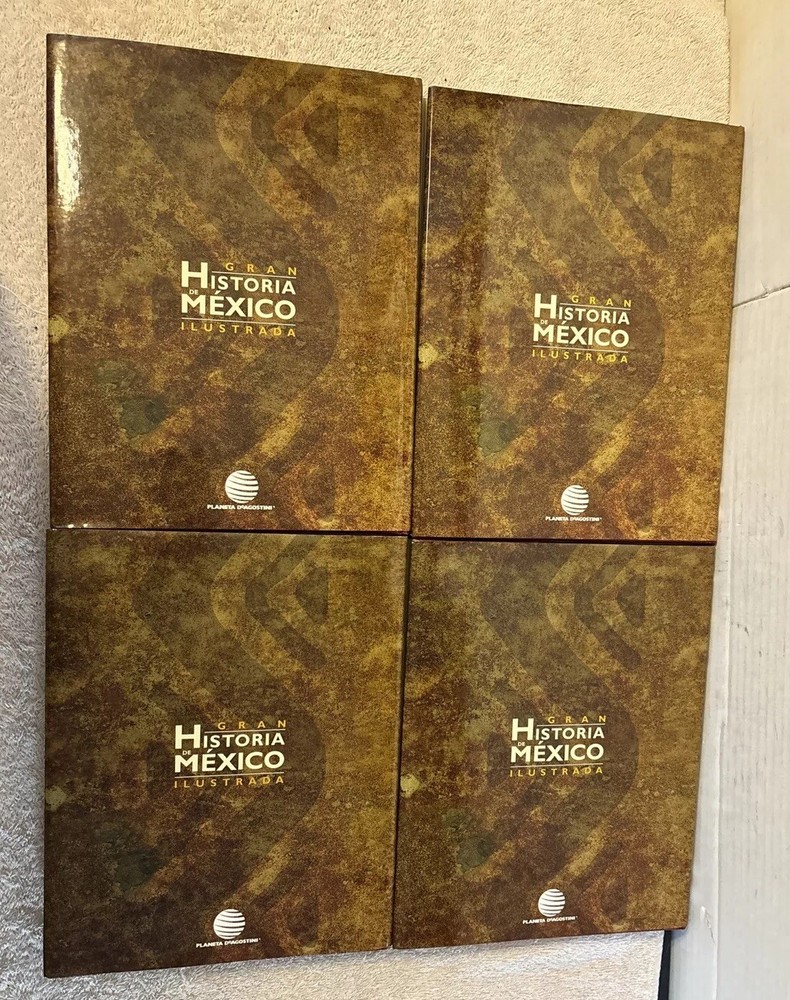 GRAN
HISTORIA
DE
MÉXICO
ILUSTRADA
PLANETA DEAGOSTINI
GRAN
HISTORIA
DE
MÉXICO
ILUSTRADA
PLANETA DEAGOSTINI
GRAN
HISTORIA
DE
MÉXICO
ILUSTRADA
PLANETA DEAGOSTINI
GRAN
HISTORIA
DE
MÉXICO
ILUSTRADA
PLANETA DEAGOSTINI